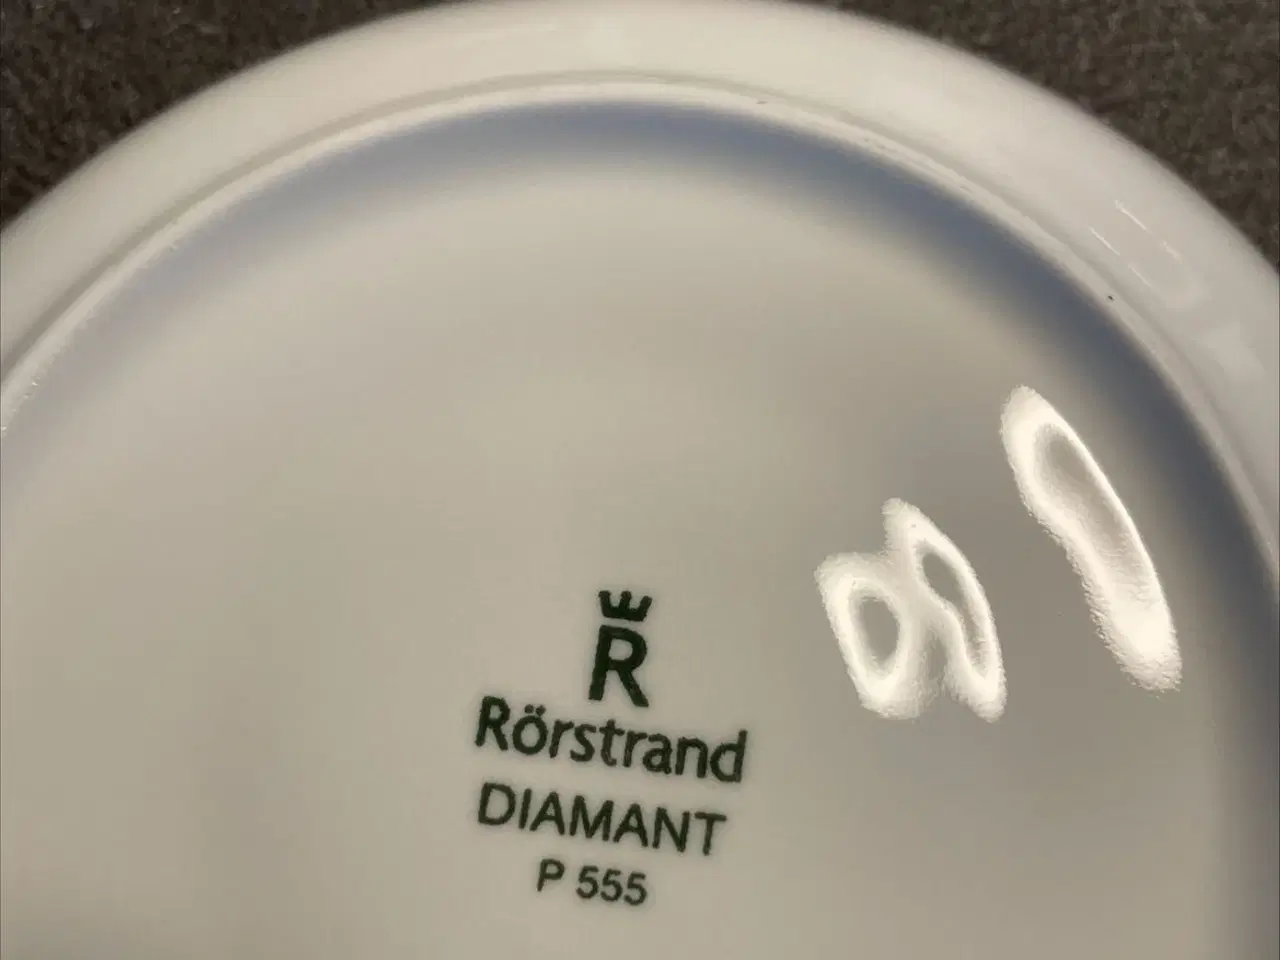 R
Rörstrand
DIAMANT
P 555